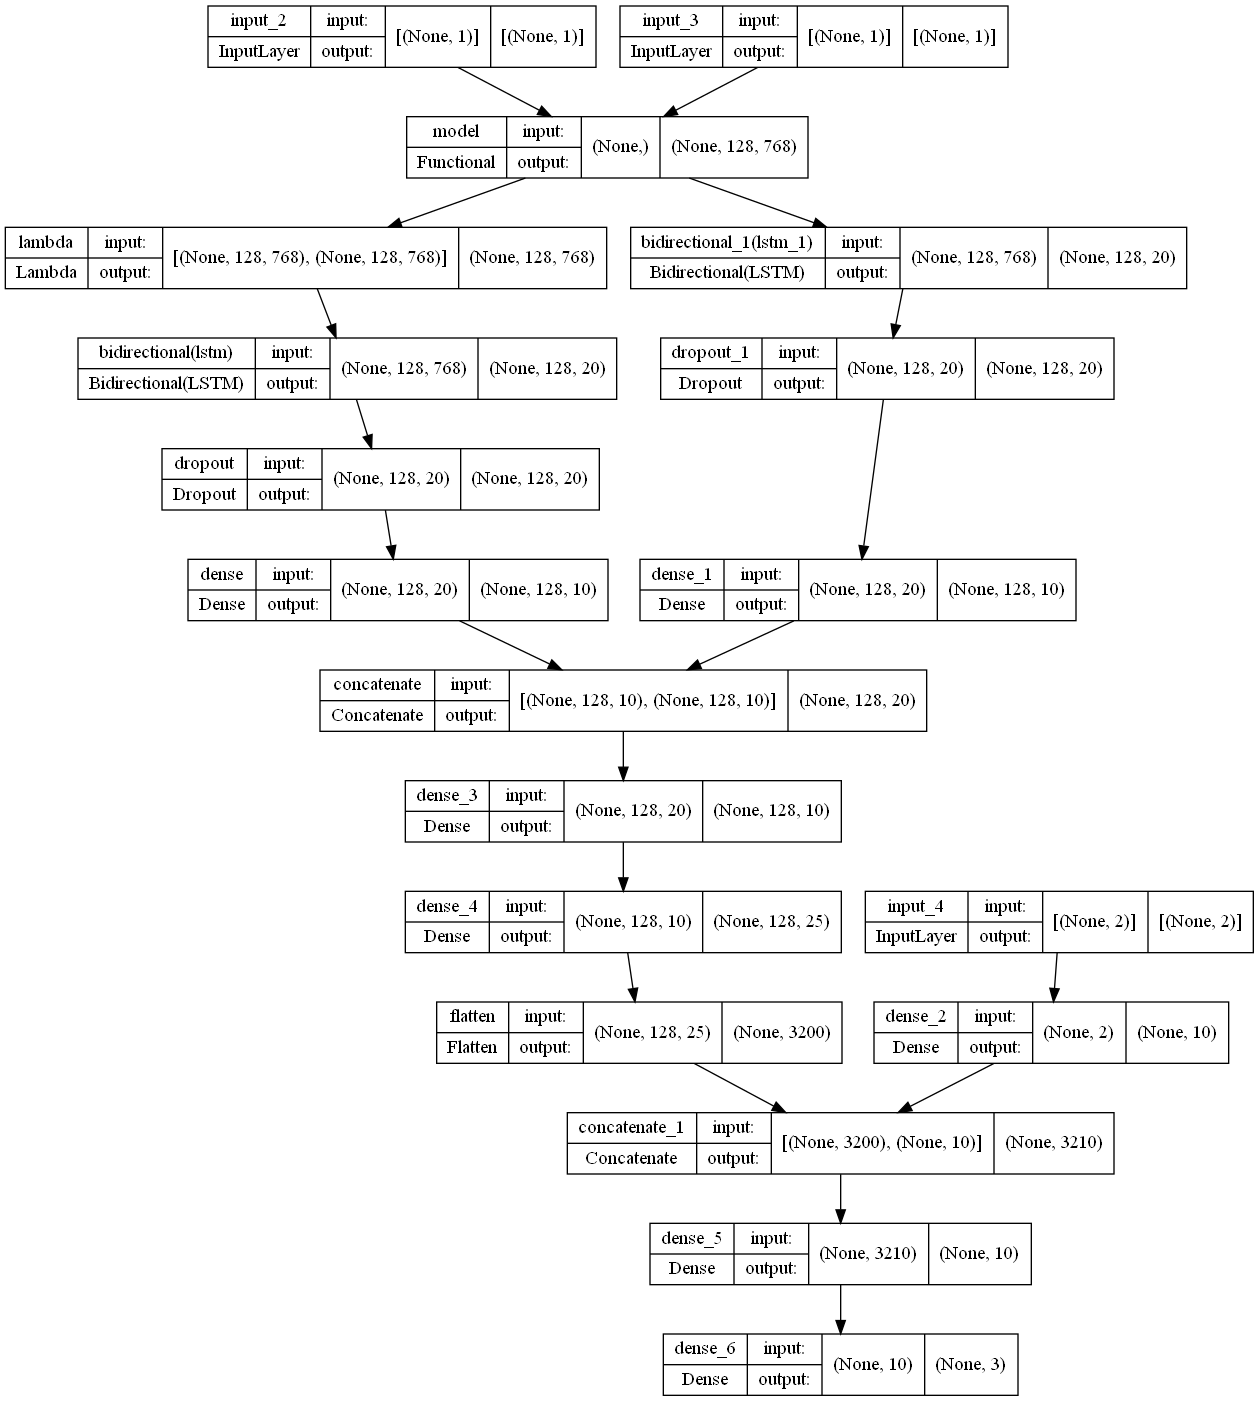 input_2 input: [(None, 1)] [(None, 1)]
InputLayer output:
input_3 input: [(None, 1)] [(None, 1)]
InputLayer output:
model input: (None,) (None, 128, 768)
Functional output:
lambda input: [(None, 128, 768), (None, 128, 768)] (None, 128, 768)
Lambda output:
bidirectional_1(lstm_1) input: (None, 128, 768) (None, 128, 20)
Bidirectional(LSTM) output:
bidirectional(lstm) input: (None, 128, 768) (None, 128, 20)
Bidirectional(LSTM) output:
dropout_1 input: (None, 128, 20) (None, 128, 20)
Dropout output:
dropout input: (None, 128, 20) (None, 128, 20)
Dropout output:
dense input: (None, 128, 20) (None, 128, 10)
Dense output:
dense_1 input: (None, 128, 20) (None, 128, 10)
Dense output:
concatenate input: [(None, 128, 10), (None, 128, 10)] (None, 128, 20)
Concatenate output:
dense_3 input: (None, 128, 20) (None, 128, 10)
Dense output:
dense_4 input: (None, 128, 10) (None, 128, 25)
Dense output:
input_4 input: [(None, 2)] [(None, 2)]
InputLayer output:
flatten input: (None, 128, 25) (None, 3200)
Flatten output:
dense_2 input: (None, 2) (None, 10)
Dense output:
concatenate_1 input: [(None, 3200), (None, 10)] (None, 3210)
Concatenate output:
dense_5 input: (None, 3210) (None, 10)
Dense output:
dense_6 input: (None, 10) (None, 3)
Dense output: